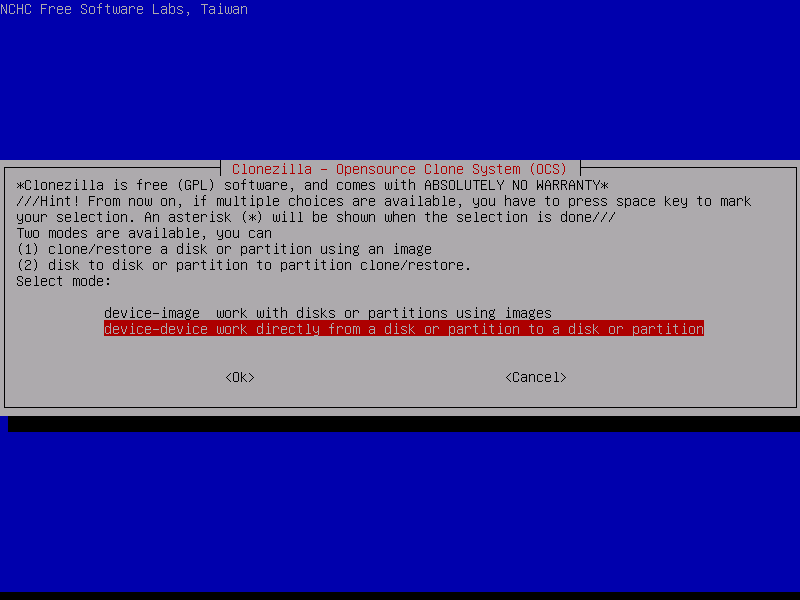 NCHC Free Software Labs, Taiwan
Clonezilla - Opensource Clone System (OCS)
*Clonezilla is free (GPL) software, and comes with ABSOLUTELY NO WARRANTY*
///Hint! From now on, if multiple choices are available, you have to press space key to mark
your selection. An asterisk (*) will be shown when the selection is done///
Two modes are available, you can
(1) clone/restore a disk or partition using an image
(2) disk to disk or partition to partition clone/restore.
Select mode:
device-image  work with disks or partitions using images
device-device work directly from a disk or partition to a disk or partition
<Ok> <Cancel>